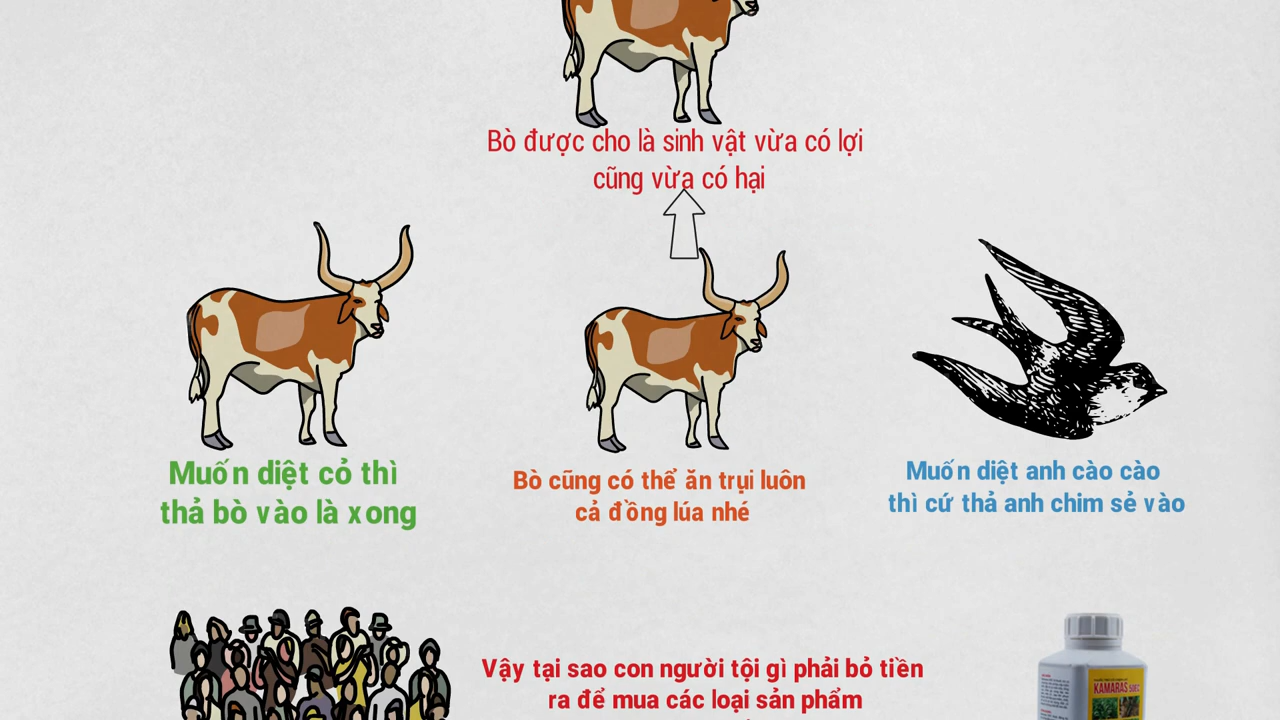 Bò được cho là sinh vật vừa có lợi
cũng vừa có hại
Muốn diệt cỏ thì
thả bò vào là xong
Bò cũng có thể ăn trụi luôn
cả đồng lúa nhé
Muốn diệt anh cào cào
thì cứ thả anh chim sẻ vào
Vậy tại sao con người tội gì phải bỏ tiền
ra để mua các loại sản phẩm
KAMARAS